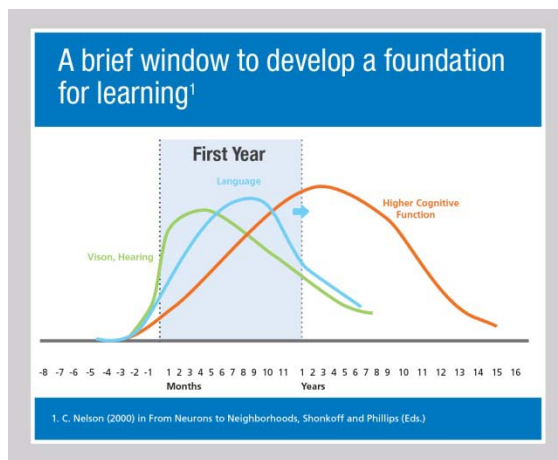 A brief window to develop a foundation
for learning1
First Year
Language
Higher Cognitive
Function
Vison, Hearing
-8 -7 -6 -5 -4 -3 -2 -1 1 2 3 4 5 6 7 8 9 10 11 1 2 3 4 5 6 7 8 9 10 11 12 13 14 15 16
Months Years
1. C. Nelson (2000) in From Neurons to Neighborhoods, Shonkoff and Phillips (Eds.)